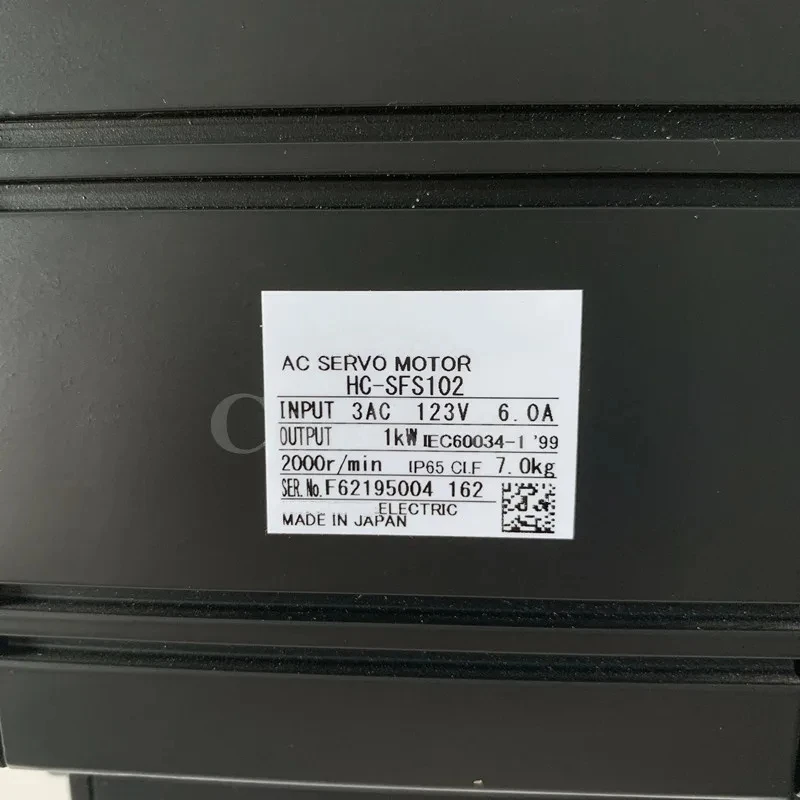 AC SERVO MOTOR
HC-SFS102
INPUT 3AC 123V 6.0A
OUTPUT 1kW IEC60034-1 '99
2000r/min IP65 CI.F 7.0kg
SER.No.F62195004 162
ELECTRIC
MADE IN JAPAN